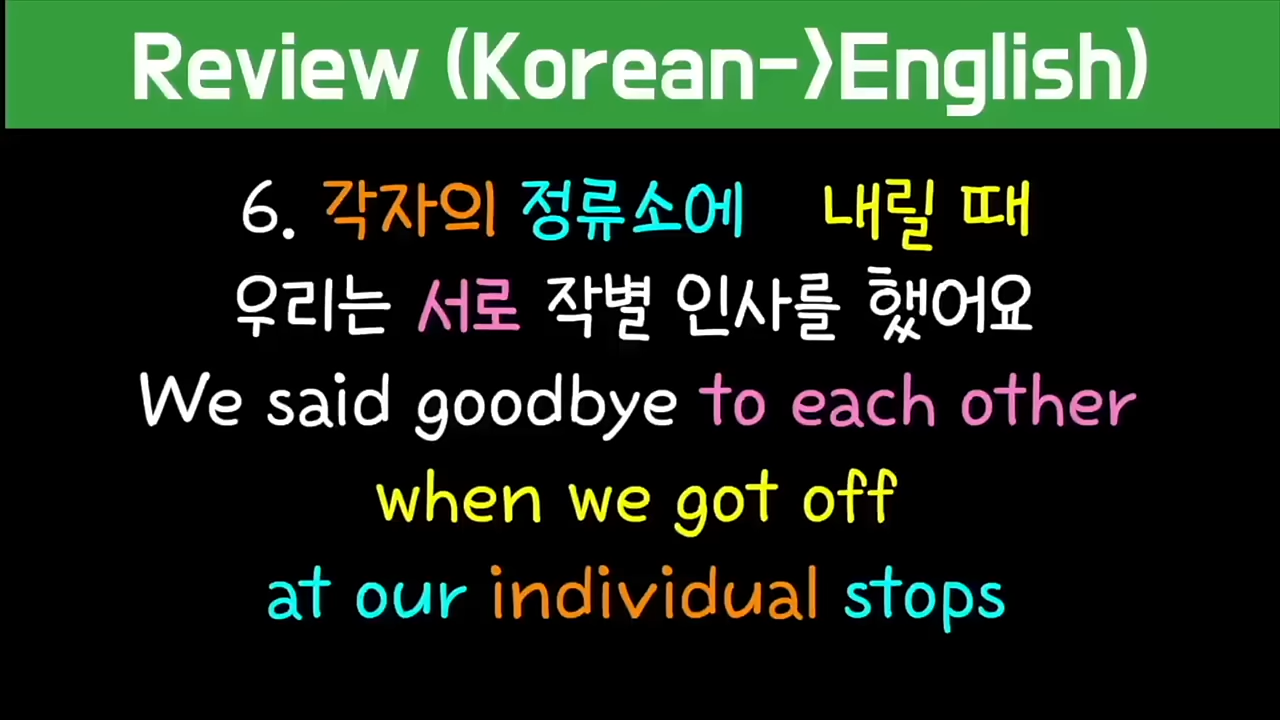 Review (Korean->English)
6. 각자의 정류소에 내릴 때
우리는 서로 작별 인사를 했어요
We said goodbye to each other
when we got off
at our individual stops